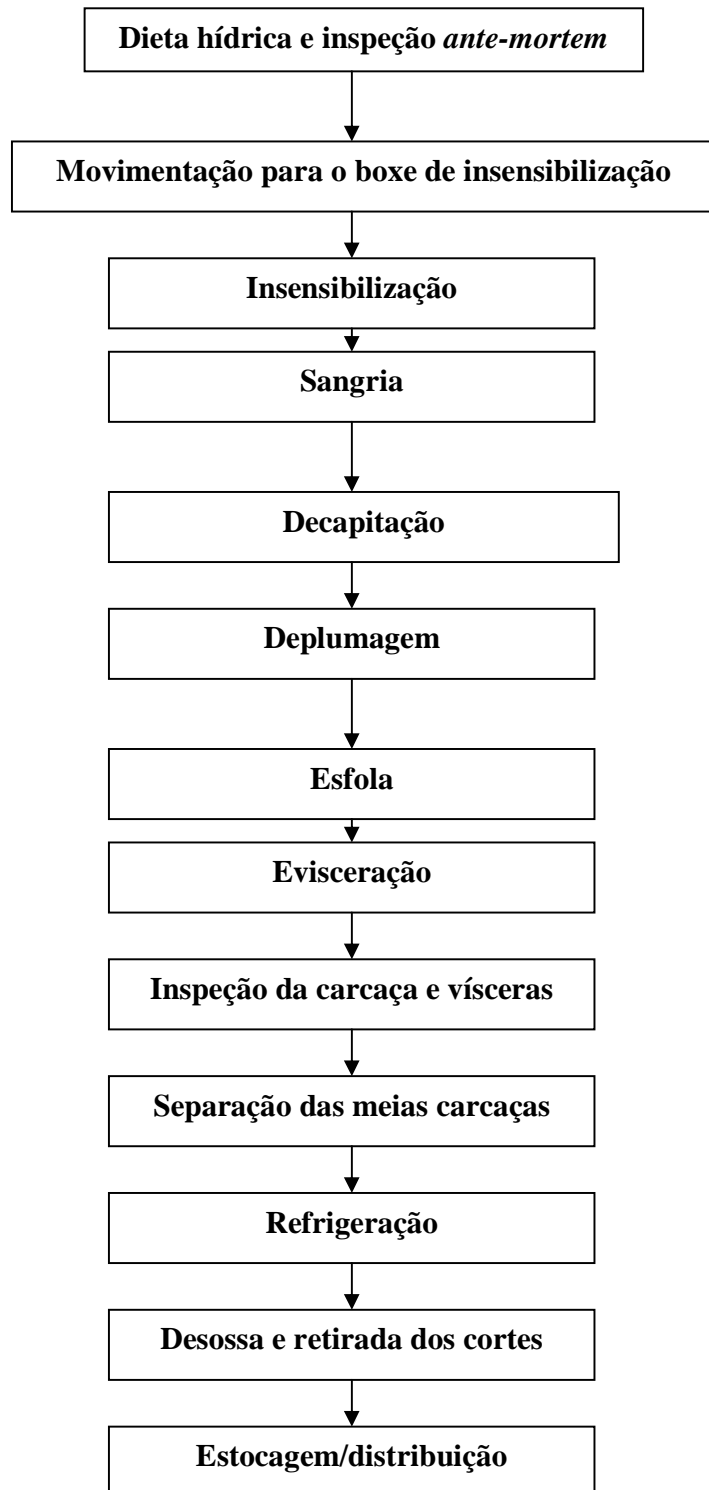 Dieta hídrica e inspeção ante-mortem
Movimentação para o boxe de insensibilização
Insensibilização
Sangria
Decapitação
Deplumagem
Esfola
Evisceração
Inspeção da carcaça e vísceras
Separação das meias carcaças
Refrigeração
Desossa e retirada dos cortes
Estocagem/distribuição